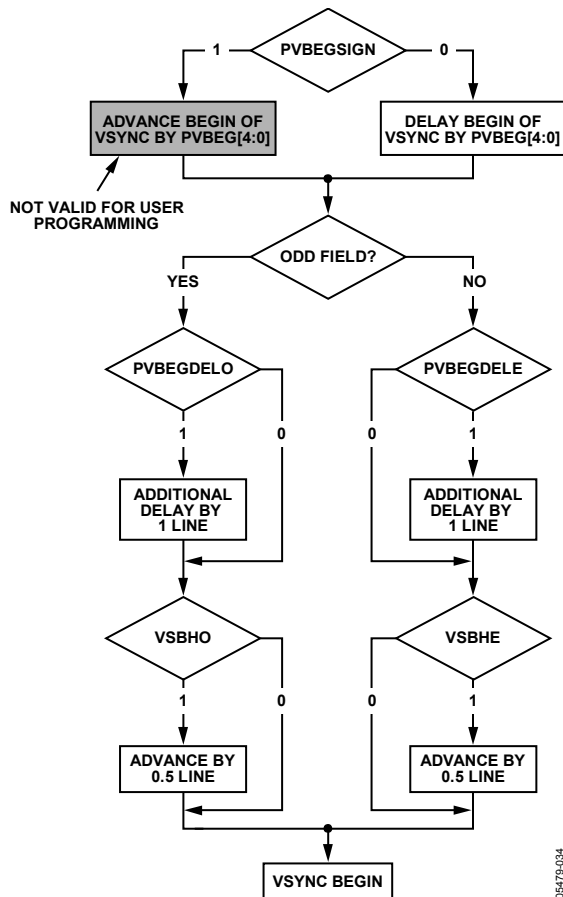 PVBEGSIGN
1
0
ADVANCE BEGIN OF
VSYNC BY PVBEG[4:0]
DELAY BEGIN OF
VSYNC BY PVBEG[4:0]
NOT VALID FOR USER
PROGRAMMING
ODD FIELD?
YES
NO
PVBEGDELO
PVBEGDELE
1
0
0
1
ADDITIONAL
DELAY BY
1 LINE
ADDITIONAL
DELAY BY
1 LINE
VSBHO
VSBHE
1
0
0
1
ADVANCE BY
0.5 LINE
ADVANCE BY
0.5 LINE
VSYNC BEGIN
05479-034